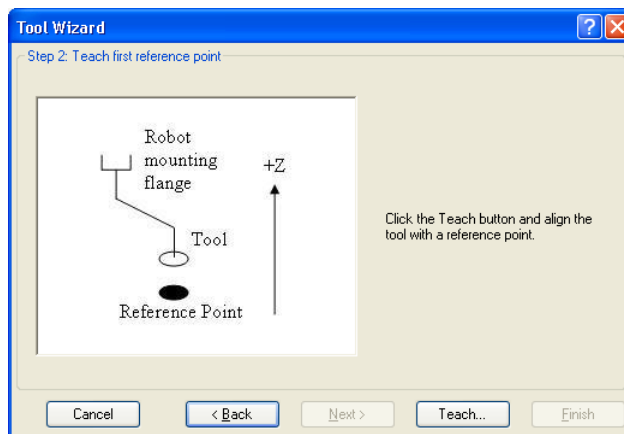 Tool Wizard
Step 2: Teach first reference point
Robot
mounting
flange
+Z
Tool
Reference Point
Click the Teach button and align the
tool with a reference point.
Cancel
< Back
Next >
Teach...
Finish